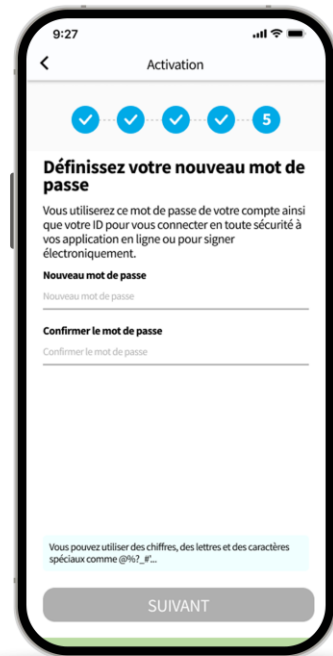 9:27
Activation
5
Définissez votre nouveau mot de
passe
Vous utiliserez ce mot de passe de votre compte ainsi
que votre ID pour vous connecter en toute sécurité à
vos application en ligne ou pour signer
électroniquement.
Nouveau mot de passe
Nouveau mot de passe
Confirmer le mot de passe
Confirmer le mot de passe
Vous pouvez utiliser des chiffres, des lettres et des caractères
spéciaux comme @%?_#'...
SUIVANT